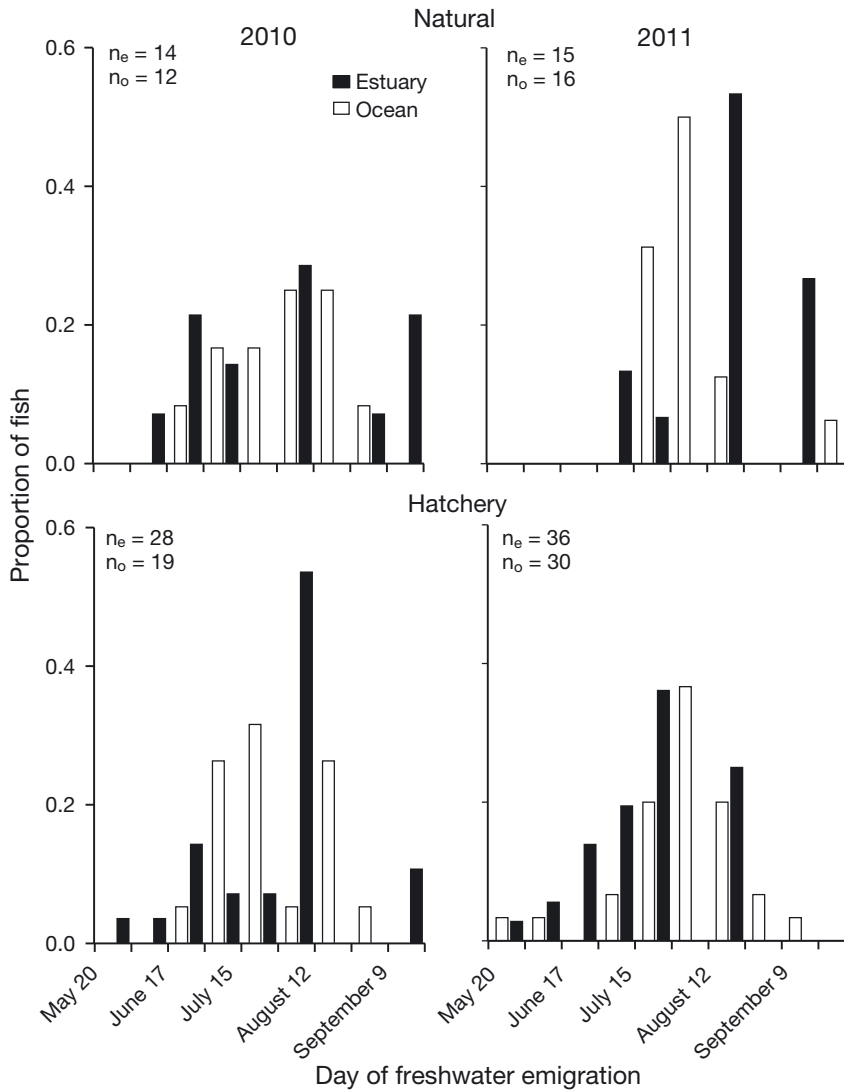 Natural
2010
2011
nₑ = 14
nₒ = 12
Estuary
Ocean
nₑ = 15
nₒ = 16
0.6
0.4
0.2
0.0
Proportion of fish
Hatchery
nₑ = 28
nₒ = 19
nₑ = 36
nₒ = 30
0.6
0.4
0.2
0.0
May 20
June 17
July 15
August 12
September 9
May 20
June 17
July 15
August 12
September 9
Day of freshwater emigration